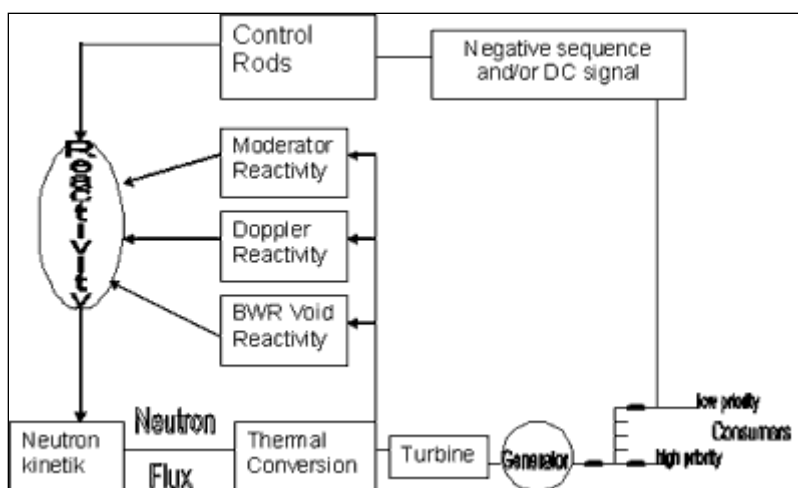 Control
Rods
Negative sequence
and/or DC signal
Reactivity
Moderator
Reactivity
Doppler
Reactivity
BWR Void
Reactivity
Neutron
kinetik
Neutron
Flux
Thermal
Conversion
Turbine
Generator
low priority
Consumers
high priority